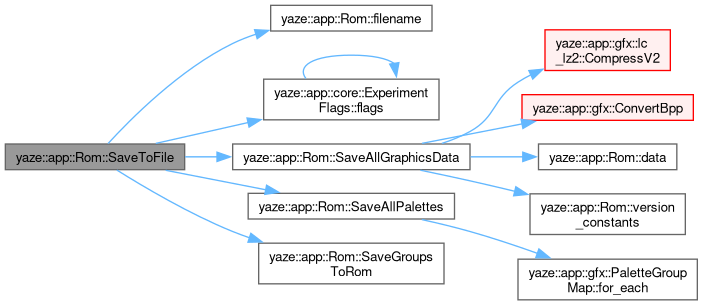 yaze::app::Rom::SaveToFile
yaze::app::Rom::filename
yaze::app::core::Experiment
Flags::flags
yaze::app::Rom::SaveAllGraphicsData
yaze::app::Rom::SaveAllPalettes
yaze::app::Rom::SaveGroups
ToRom
yaze::app::gfx::lc
_lz2::CompressV2
yaze::app::gfx::ConvertBpp
yaze::app::Rom::data
yaze::app::Rom::version
_constants
yaze::app::gfx::PaletteGroup
Map::for_each